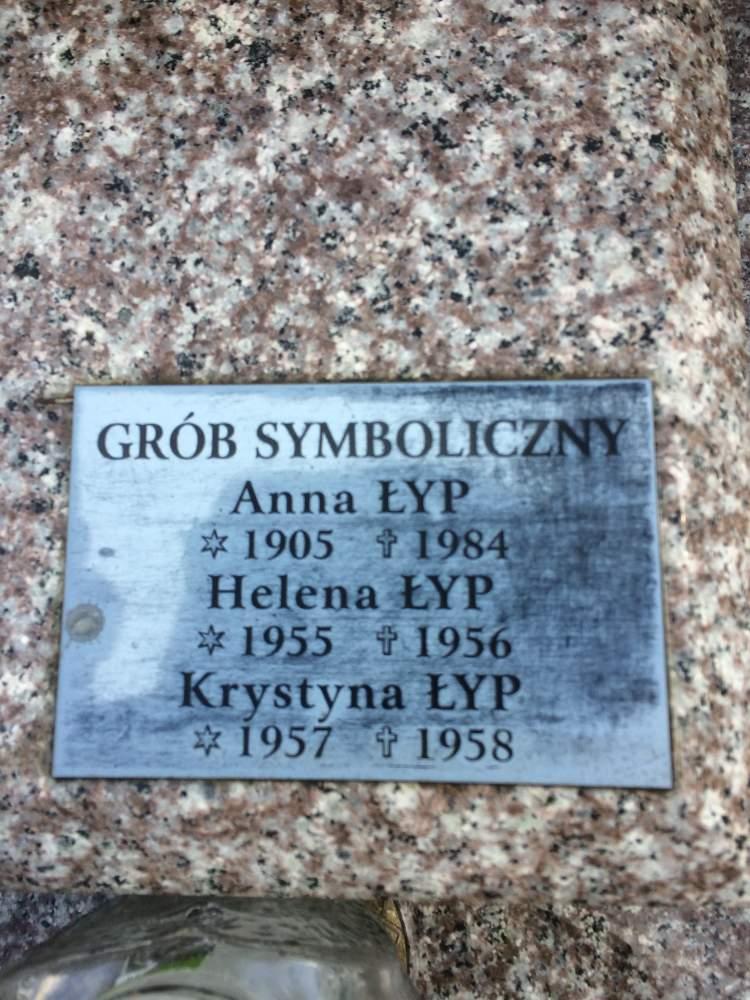 GRÓB SYMBOLICZNY
Anna ŁYP
✡ 1905 ✝ 1984
Helena ŁYP
✡ 1955 ✝ 1956
Krystyna ŁYP
✡ 1957 ✝ 1958